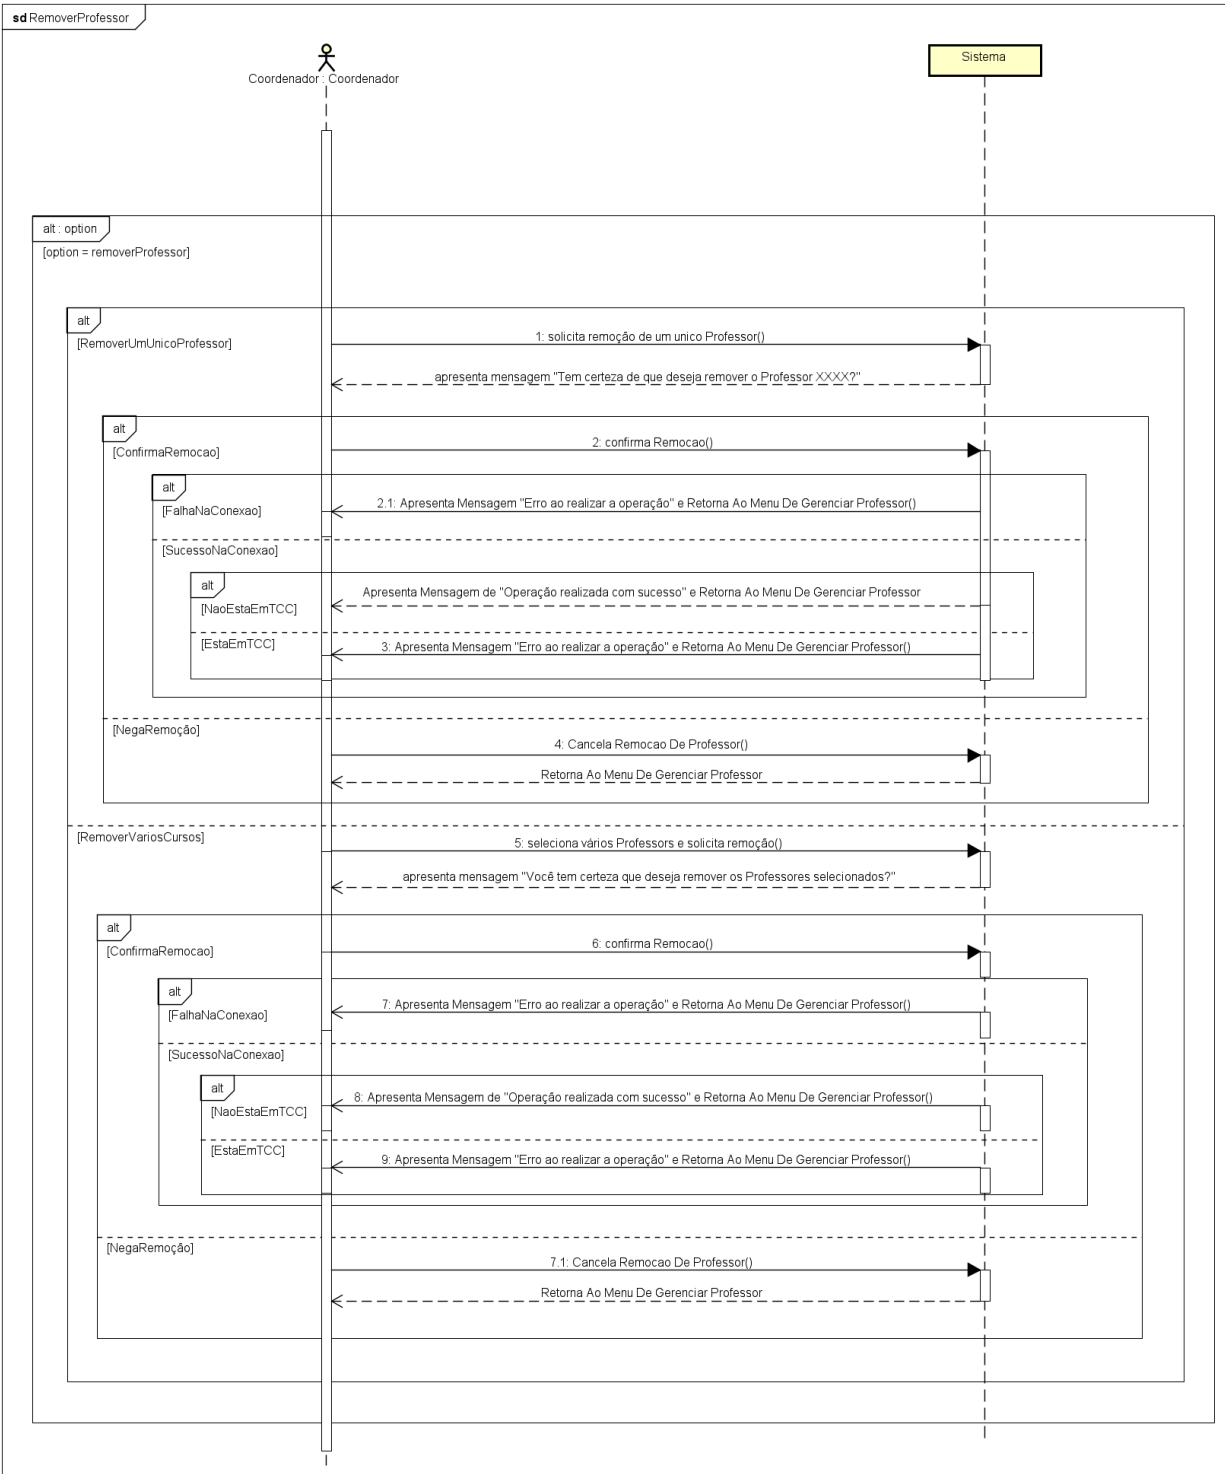 sd RemoverProfessor
Coordenador : Coordenador
Sistema
alt : option
[option = removerProfessor]
alt
[RemoverUmUnicoProfessor]
1: solicita remoção de um unico Professor()
apresenta mensagem "Tem certeza de que deseja remover o Professor XXXX?"
alt
[ConfirmaRemocao]
2: confirma Remocao()
alt
[FalhaNaConexao]
2.1: Apresenta Mensagem "Erro ao realizar a operação" e Retorna Ao Menu De Gerenciar Professor()
[SucessoNaConexao]
alt
[NaoEstaEmTCC]
Apresenta Mensagem de "Operação realizada com sucesso" e Retorna Ao Menu De Gerenciar Professor
[EstaEmTCC]
3: Apresenta Mensagem "Erro ao realizar a operação" e Retorna Ao Menu De Gerenciar Professor()
[NegaRemoção]
4: Cancela Remocao De Professor()
Retorna Ao Menu De Gerenciar Professor
[RemoverVariosCursos]
5: seleciona vários Professors e solicita remoção()
apresenta mensagem "Você tem certeza que deseja remover os Professores selecionados?"
alt
[ConfirmaRemocao]
6: confirma Remocao()
alt
[FalhaNaConexao]
7: Apresenta Mensagem "Erro ao realizar a operação" e Retorna Ao Menu De Gerenciar Professor()
[SucessoNaConexao]
alt
[NaoEstaEmTCC]
8: Apresenta Mensagem de "Operação realizada com sucesso" e Retorna Ao Menu De Gerenciar Professor()
[EstaEmTCC]
9: Apresenta Mensagem "Erro ao realizar a operação" e Retorna Ao Menu De Gerenciar Professor()
[NegaRemoção]
7.1: Cancela Remocao De Professor()
Retorna Ao Menu De Gerenciar Professor